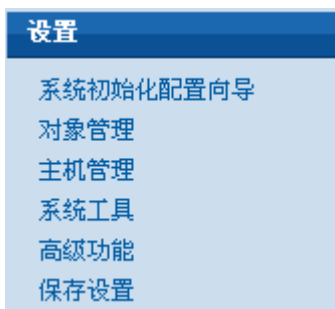 设置
系统初始化配置向导
对象管理
主机管理
系统工具
高级功能
保存设置